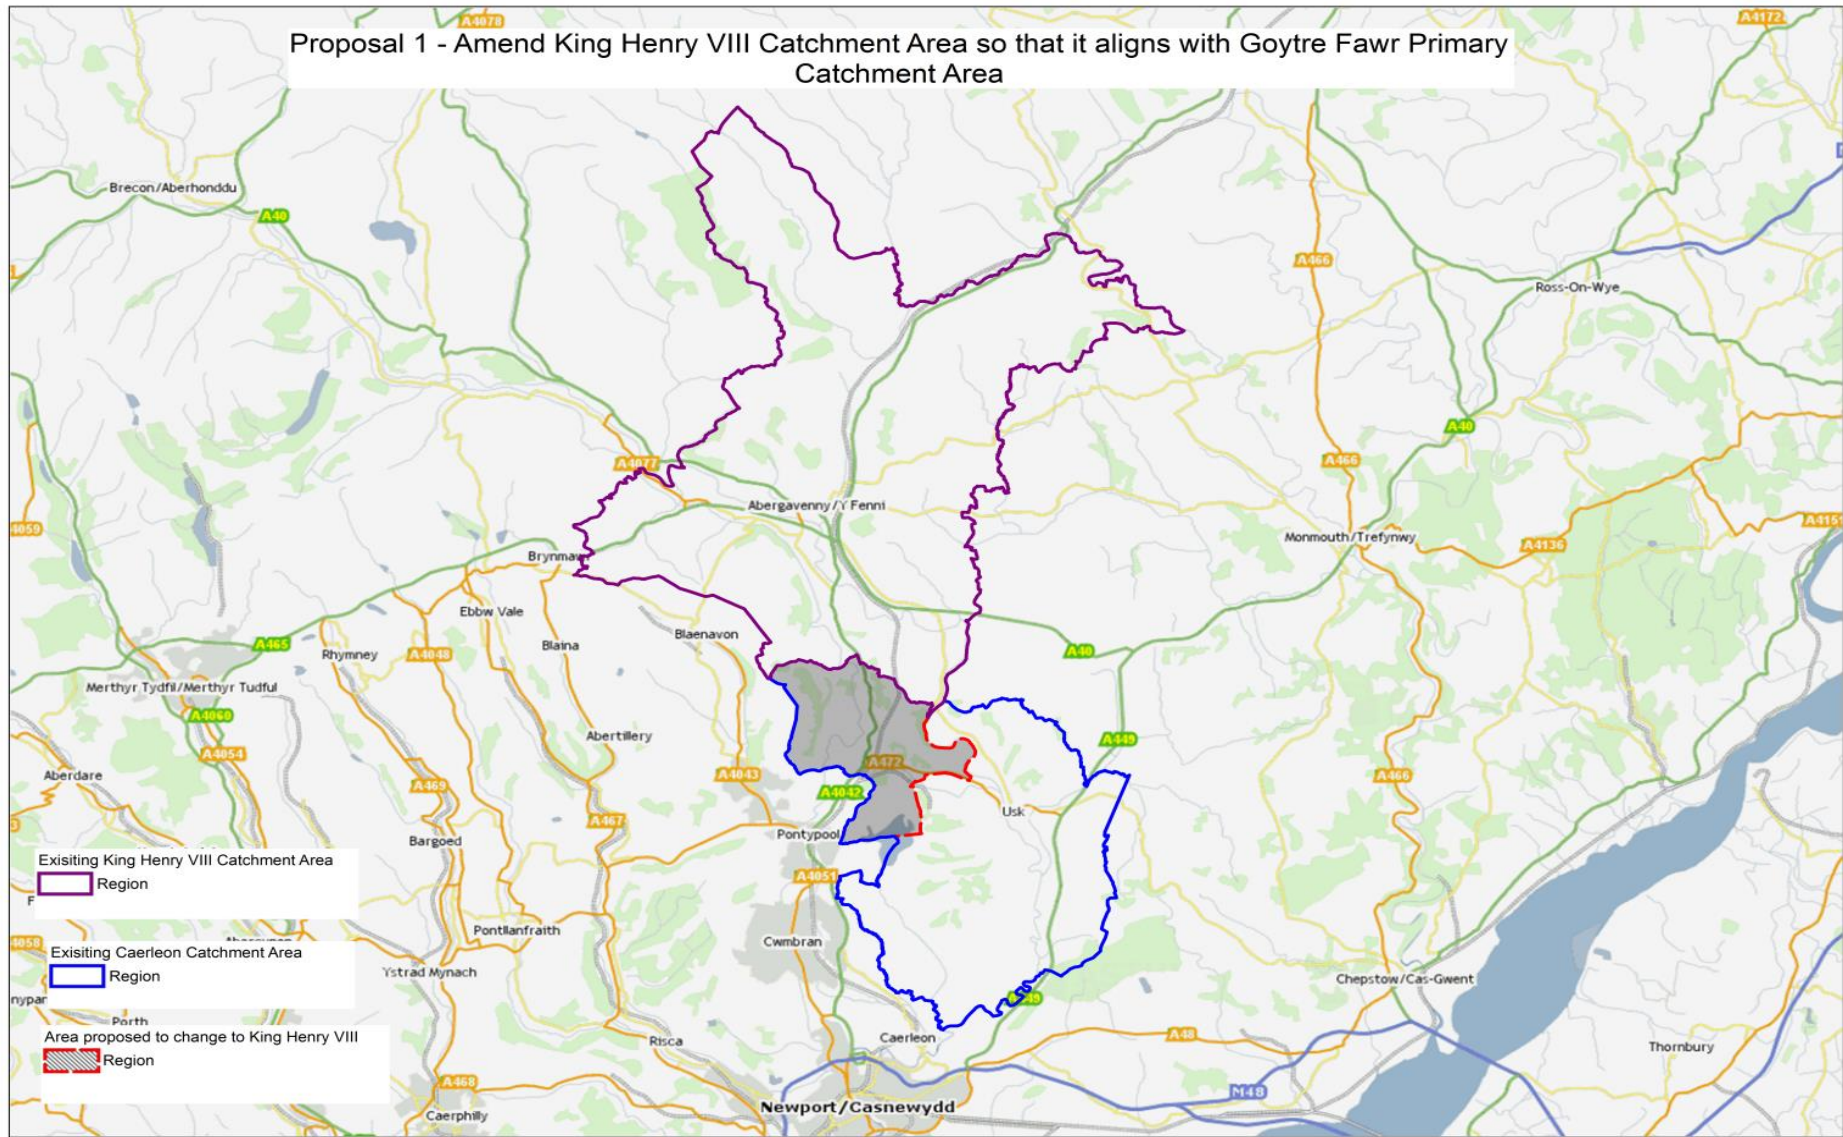 A4078
A4172
Proposal 1 - Amend King Henry VIII Catchment Area so that it aligns with Goytre Fawr Primary
Catchment Area
Brecon/Aberhonddu
A40
A466
Ross-On-Wye
A40
A4077
A466
Abergavenny/Y Fenni
4059
A4151
Monmouth/Trefynwy
A4136
Brynmaw
Ebbw Vale
Blaenavon
A465
Blaina
Rhymney
A4048
A40
Merthyr Tydfil/Merthyr Tudful
A4060
Abertillery
A449
A4054
A472
Aberdare
A4043
A466
A469
A4042
Usk
A467
Pontypool
Bargoed
Exisiting King Henry VIII Catchment Area
Region
A4051
Pontllanfraith
Cwmbran
4058
Exisiting Caerleon Catchment Area
Region
Ystrad Mynach
Chepstow/Cas-Gwent
nypar
49
Porth
Area proposed to change to King Henry VIII
Region
Caerleon
A48
Risca
Thornbury
A468
M48
Newport/Casnewydd
Caerphilly